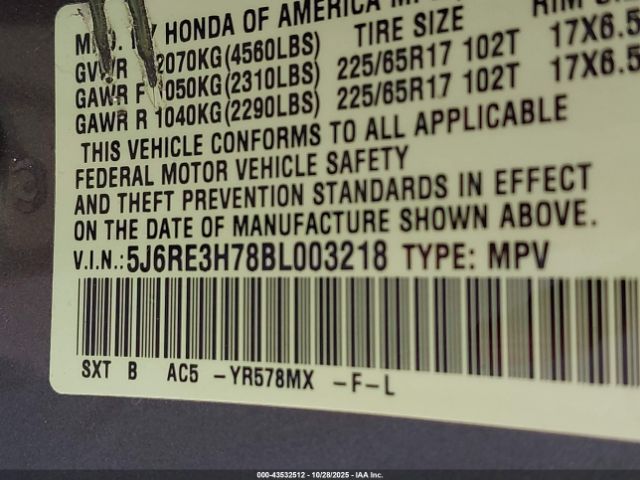 MFD. BY HONDA OF AMERICA
TIRE SIZE
GVWR 2070KG(4560LBS) 225/65R17 102T 17X6.5
GAWR F 1050KG(2310LBS) 225/65R17 102T 17X6.5
GAWR R 1040KG(2290LBS)
THIS VEHICLE CONFORMS TO ALL APPLICABLE
FEDERAL MOTOR VEHICLE SAFETY
AND THEFT PREVENTION STANDARDS IN EFFECT
ON THE DATE OF MANUFACTURE SHOWN ABOVE.
V.I.N.:5J6RE3H78BL003218 TYPE: MPV
SXT B AC5 -YR578MX -F-L
000-43532512 - 10/28/2025 - IAA Inc.